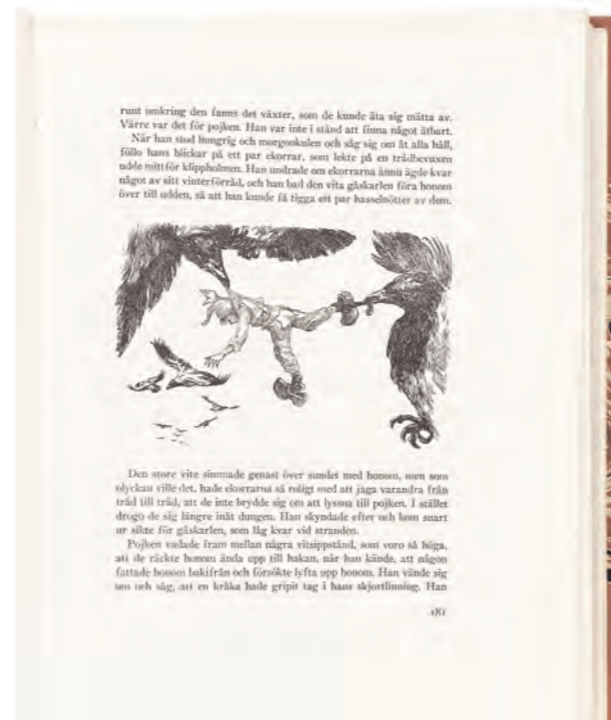 runt omkring den fanns det växter, som de kunde äta sig mätta av.
Värre var det för pojken. Han var inte i stånd att finna något ätbart.
När han stod hungrig och morgonkulen och såg sig om åt alla håll,
föllo hans blickar på ett par ekorrar, som lekte på en trädbevuxen
udde mitt för klippholmen. Han undrade om ekorrarna ännu ägde kvar
något av sitt vinterförråd, och han bad den vita gåskarlen föra honom
över till udden, så att han kunde få tigga ett par hasselnötter av dem.
Den store vite simmade genast över sundet med honom, men som
olyckan ville det, hade ekorrarna så roligt med att jaga varandra från
träd till träd, att de inte brydde sig om att lyssna till pojken. I stället
drogo de sig längre inåt dungen. Han skyndade efter och kom snart
ur sikte för gåskarlen, som låg kvar vid stranden.
Pojken vadade fram mellan några vitsippstånd, som voro så höga,
att de räckte honom ända upp till hakan, när han kände, att någon
fattade honom bakifrån och försökte lyfta upp honom. Han vände sig
om och såg, att en kråka hade gripit tag i hans skjortlinning. Han
181